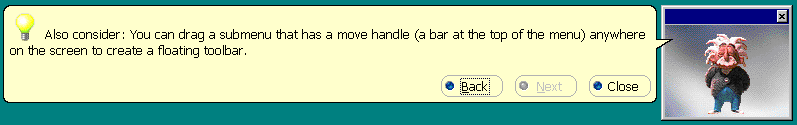 Also consider: You can drag a submenu that has a move handle (a bar at the top of the menu) anywhere
on the screen to create a floating toolbar.
Back Next Close